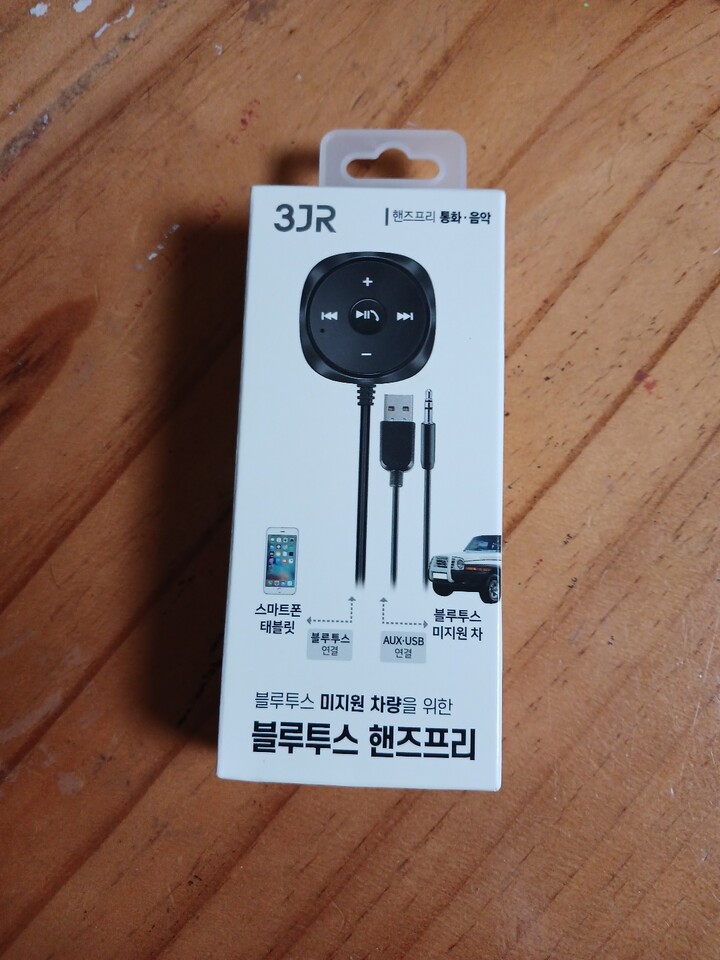 3JR
핸즈프리 통화·음악
스마트폰
태블릿
블루투스
연결
AUX·USB
연결
블루투스
미지원 차
블루투스 미지원 차량을 위한
블루투스 핸즈프리